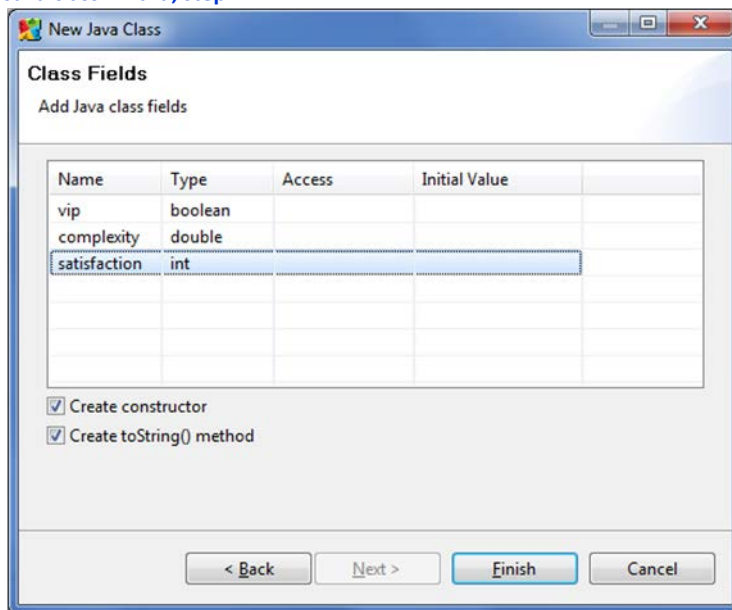 New Java Class
Class Fields
Add Java class fields
Name Type Access Initial Value
vip boolean
complexity double
satisfaction int
Create constructor
Create toString() method
< Back Next > Finish Cancel